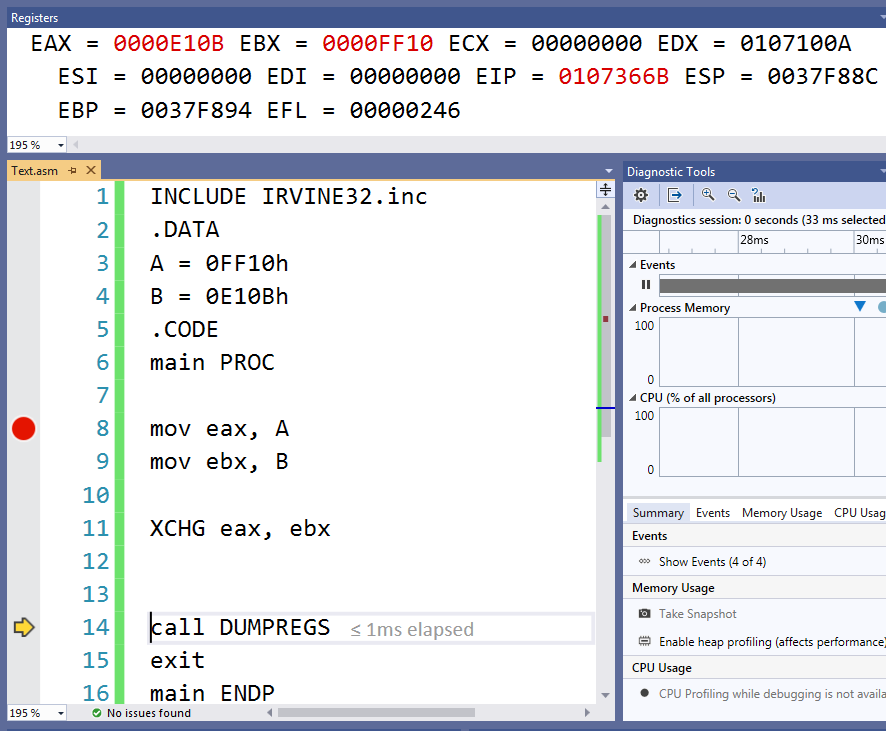 Registers
EAX = 0000E10B EBX = 0000FF10 ECX = 00000000 EDX = 0107100A
ESI = 00000000 EDI = 00000000 EIP = 0107366B ESP = 0037F88C
EBP = 0037F894 EFL = 00000246
195 %
Text.asm
1 INCLUDE IRVINE32.inc
2 .DATA
3 A = 0FF10h
4 B = 0E10Bh
5 .CODE
6 main PROC
7
8 mov eax, A
9 mov ebx, B
10
11 XCHG eax, ebx
12
13
14 call DUMPREGS ≤ 1ms elapsed
15 exit
16 main ENDP
195 %
No issues found
Diagnostic Tools
Diagnostics session: 0 seconds (33 ms selected
28ms 30ms
Events
Process Memory
100
0
CPU (% of all processors)
100
0
Summary Events Memory Usage CPU Usag
Events
Show Events (4 of 4)
Memory Usage
Take Snapshot
Enable heap profiling (affects performance)
CPU Usage
CPU Profiling while debugging is not availa